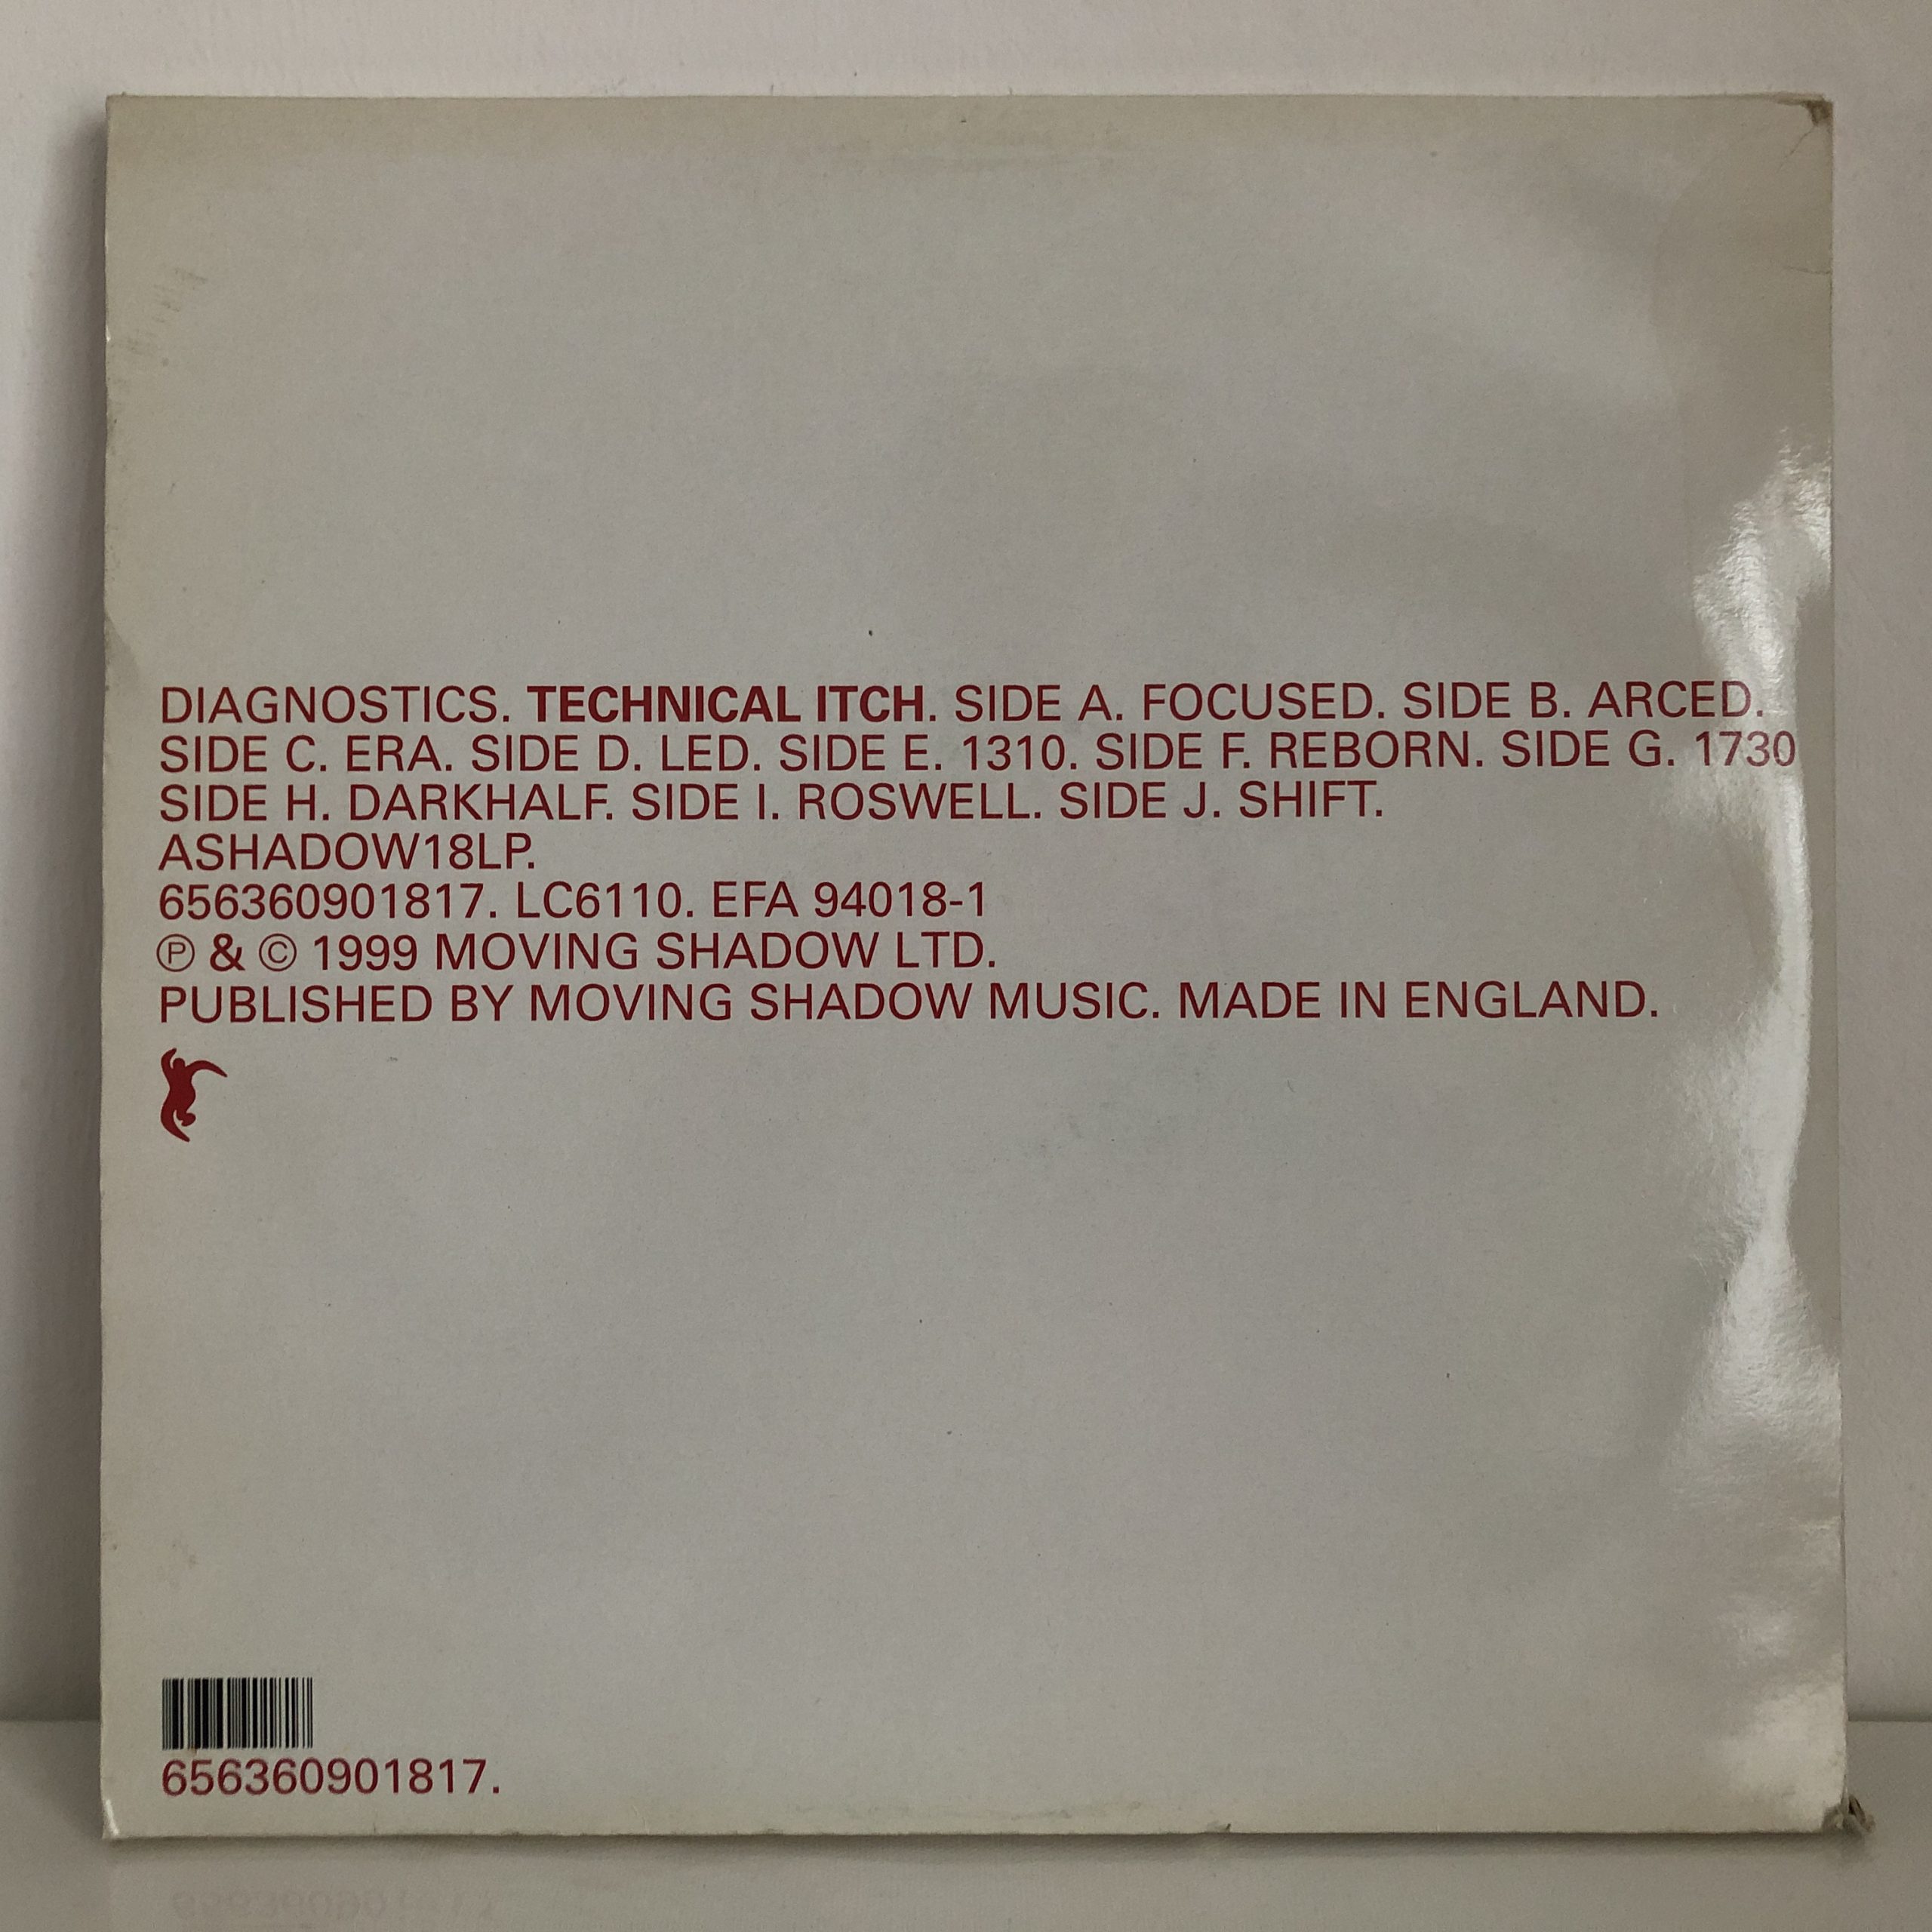 DIAGNOSTICS. TECHNICAL ITCH. SIDE A. FOCUSED. SIDE B. ARCED.
SIDE C. ERA. SIDE D. LED. SIDE E. 1310. SIDE F. REBORN. SIDE G. 1730
SIDE H. DARKHALF. SIDE I. ROSWELL. SIDE J. SHIFT.
ASHADOW18LP.
656360901817. LC6110. EFA 94018-1
℗ & © 1999 MOVING SHADOW LTD.
PUBLISHED BY MOVING SHADOW MUSIC. MADE IN ENGLAND.
656360901817.